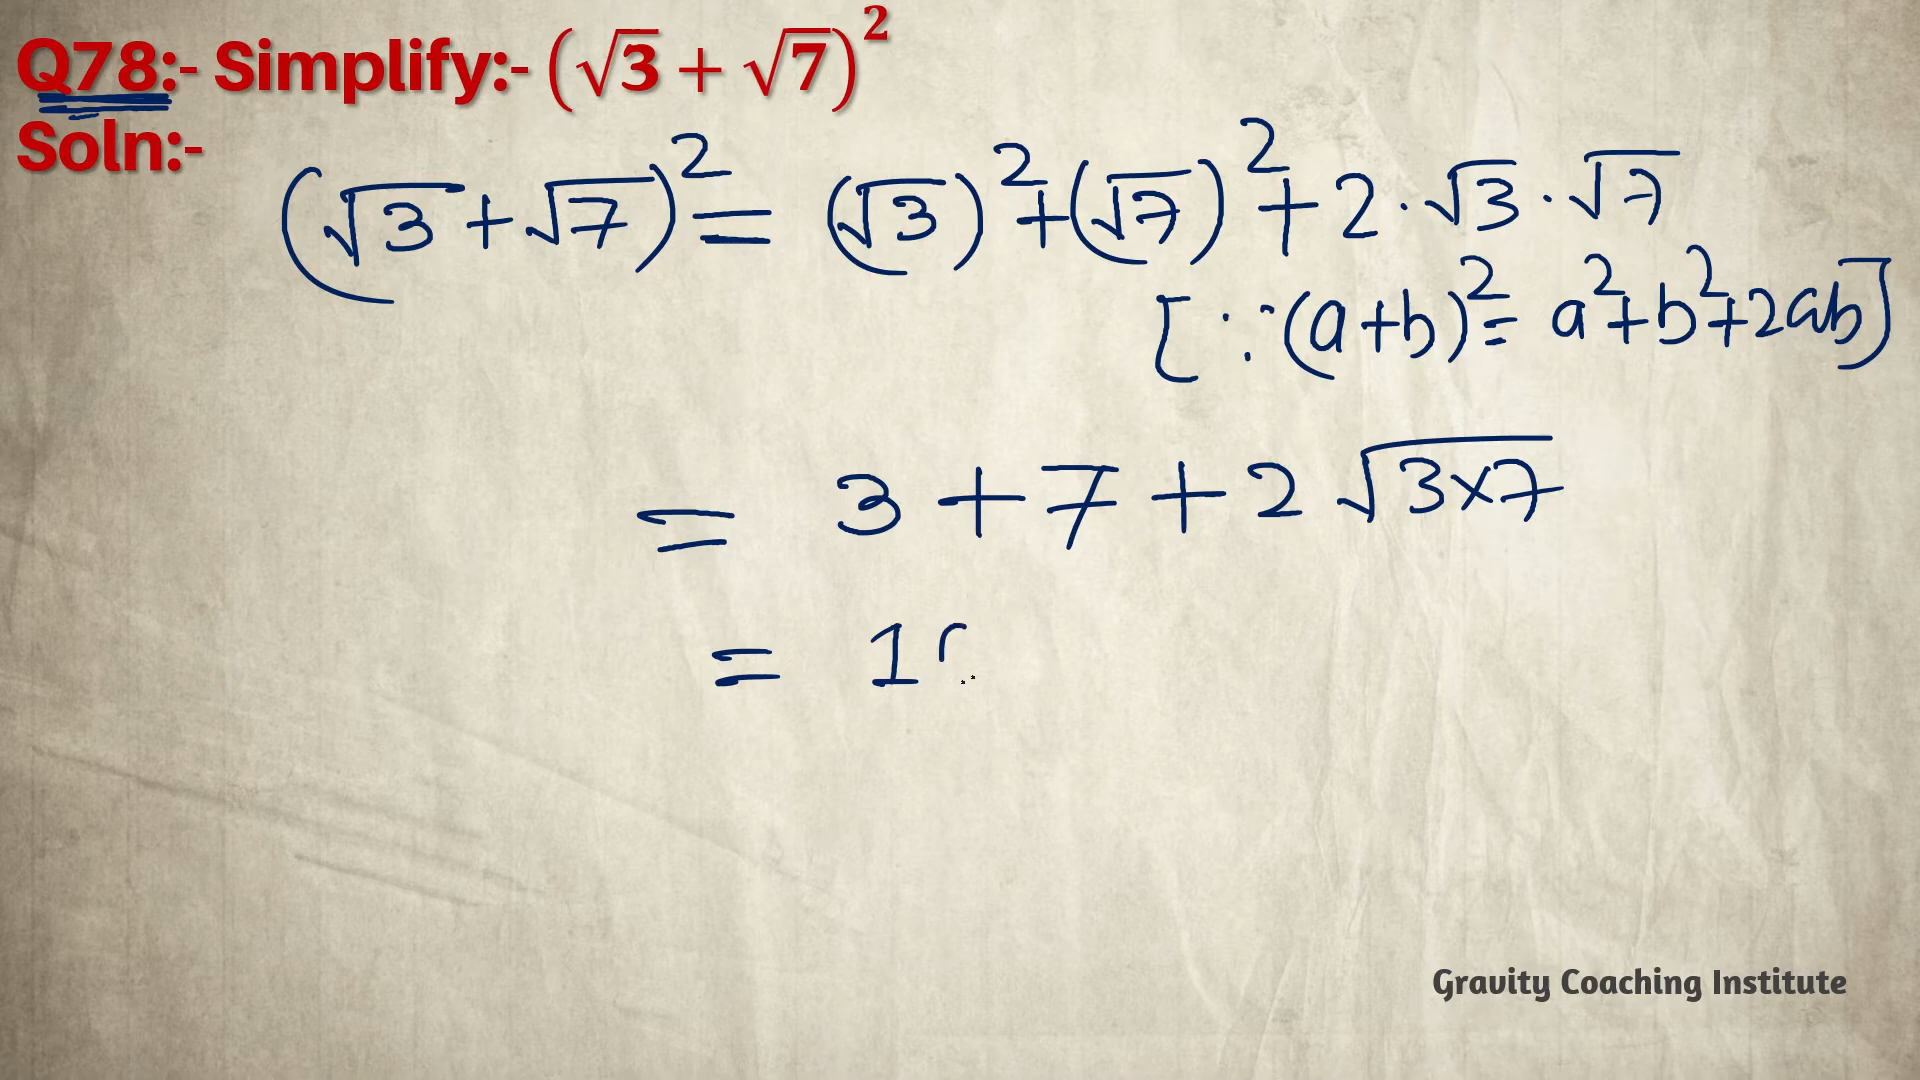 Q78:- Simplify:- (√3 + √7)²
Soln:-
(√3 + √7)² = (√3)² + (√7)² + 2 · √3 · √7
[∵ (a+b)² = a² + b² + 2ab]
= 3 + 7 + 2 √3×7
= 1
Gravity Coaching Institute